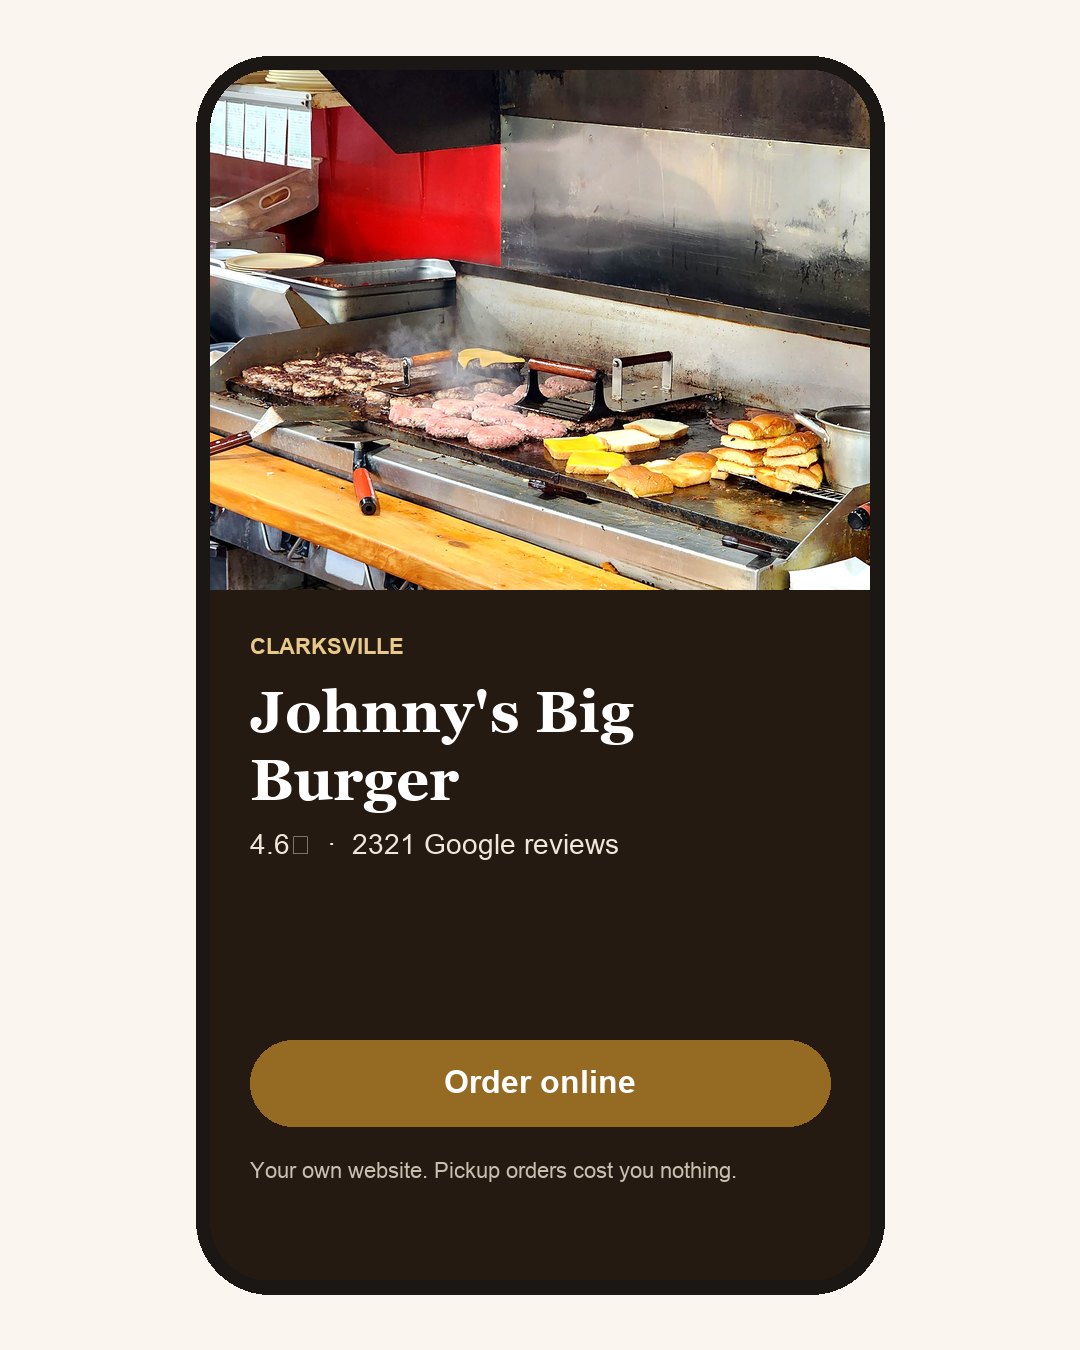 CLARKSVILLE
Johnny's Big
Burger
4.6□ · 2321 Google reviews
Order online
Your own website. Pickup orders cost you nothing.